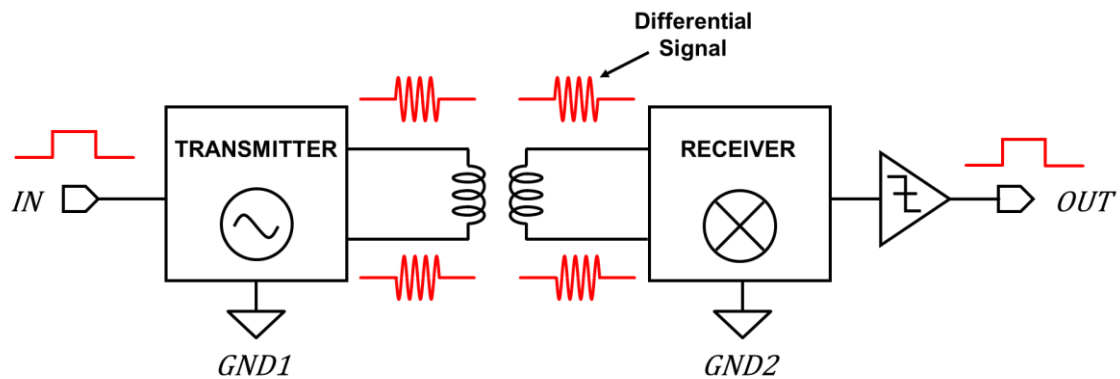 Differential
Signal
TRANSMITTER
RECEIVER
IN
OUT
GND1
GND2